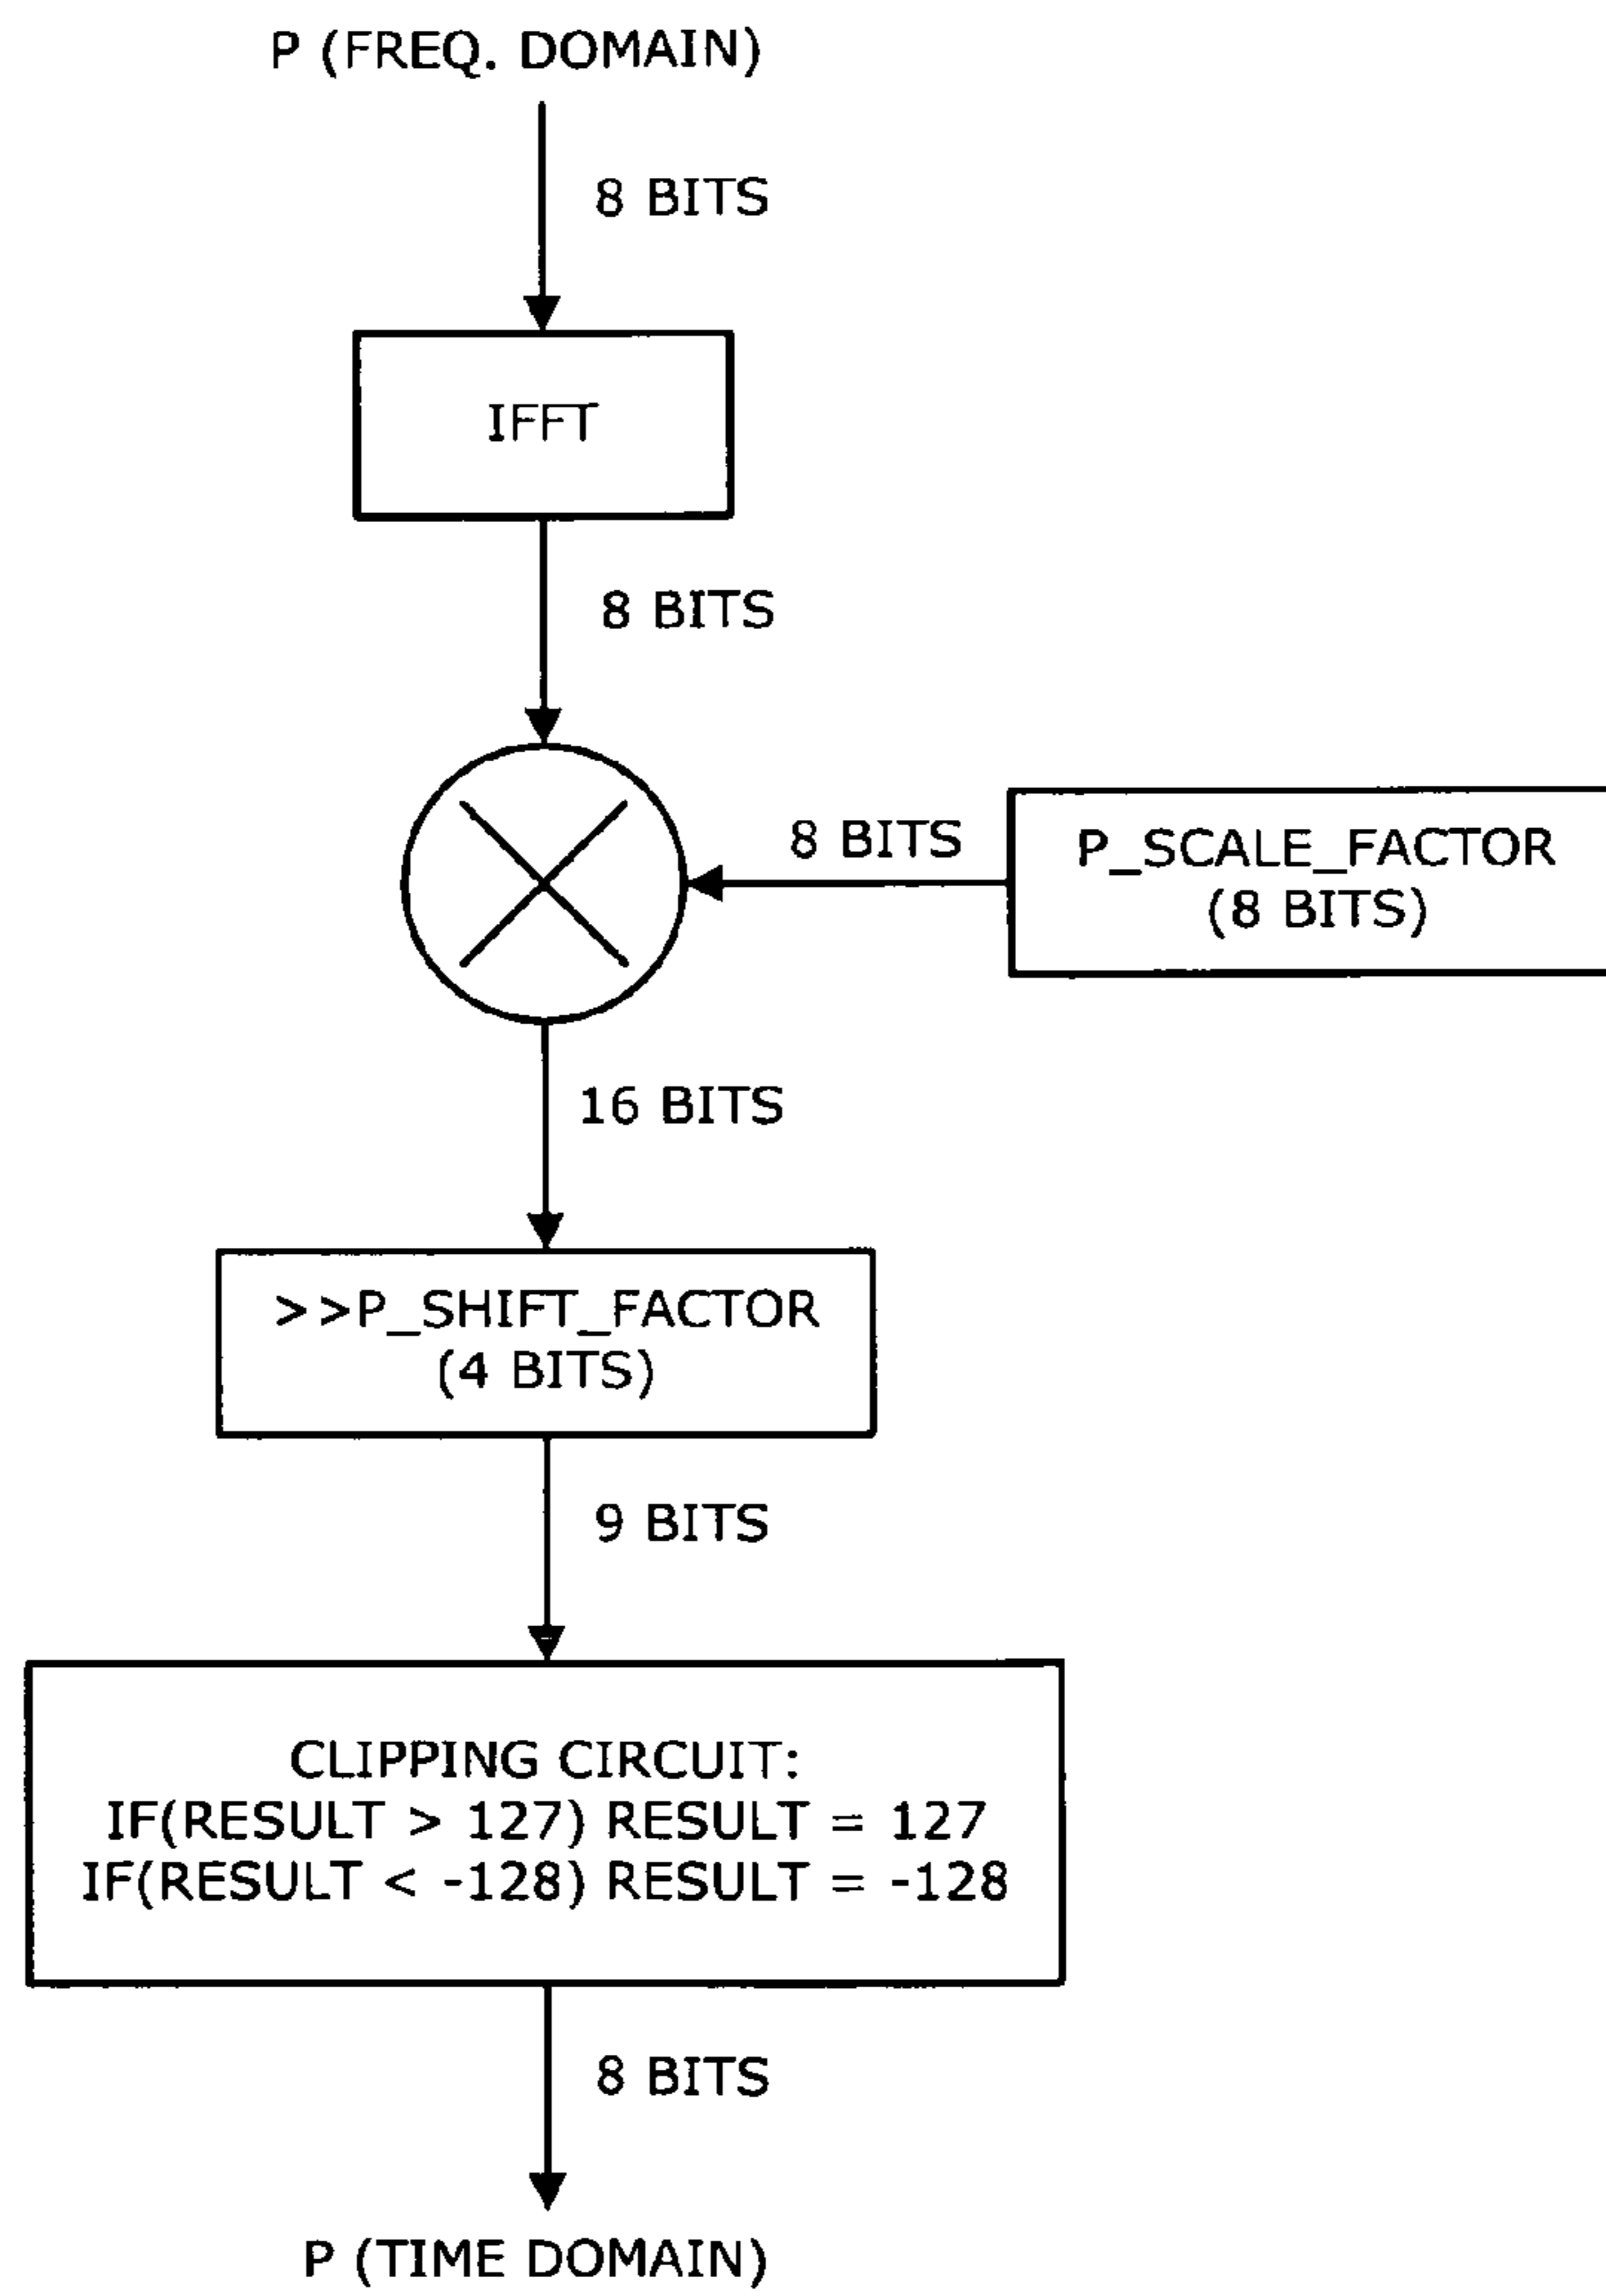 P (FREQ. DOMAIN)
8 BITS
IFFT
8 BITS
8 BITS
P_SCALE_FACTOR
(8 BITS)
16 BITS
>>P_SHIFT_FACTOR
(4 BITS)
9 BITS
CLIPPING CIRCUIT:
IF(RESULT > 127) RESULT = 127
IF(RESULT < -128) RESULT = -128
8 BITS
P (TIME DOMAIN)